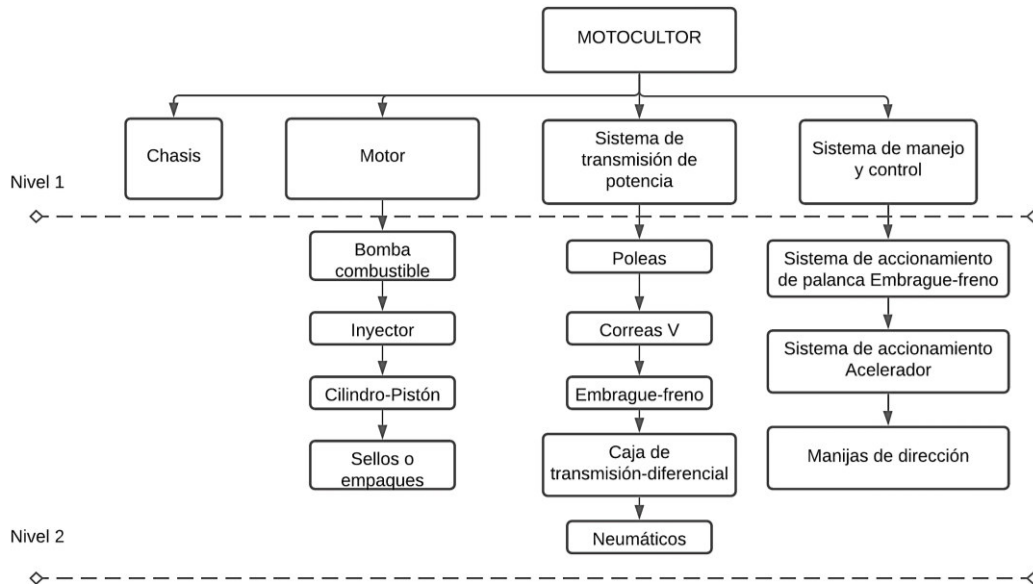 MOTOCULTOR
Chasis
Motor
Sistema de
transmisión de
potencia
Sistema de manejo
y control
Nivel 1
Bomba
combustible
Inyector
Cilindro-Pistón
Sellos o
empaques
Poleas
Correas V
Embrague-freno
Caja de
transmisión-diferencial
Neumáticos
Sistema de accionamiento
de palanca Embrague-freno
Sistema de accionamiento
Acelerador
Manijas de dirección
Nivel 2